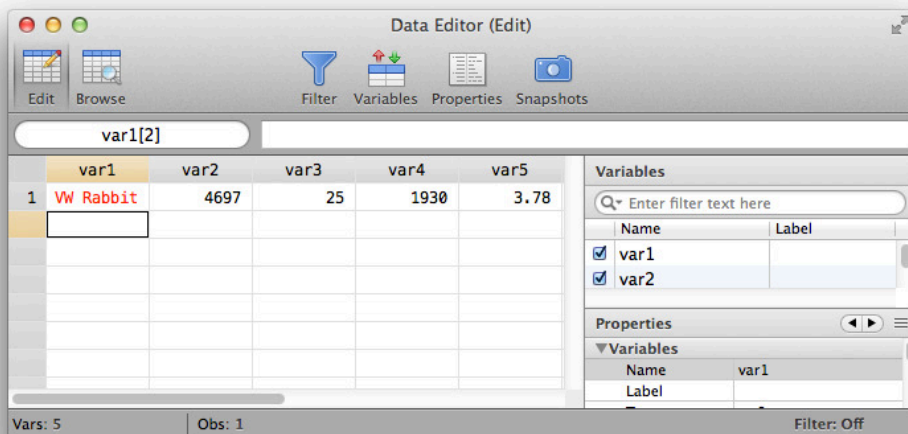 Data Editor (Edit)
Edit Browse Filter Variables Properties Snapshots
var1[2]
var1 var2 var3 var4 var5
1 VW Rabbit 4697 25 1930 3.78
Variables
Enter filter text here
Name Label
var1
var2
Properties
Variables
Name var1
Label
Vars: 5 Obs: 1 Filter: Off